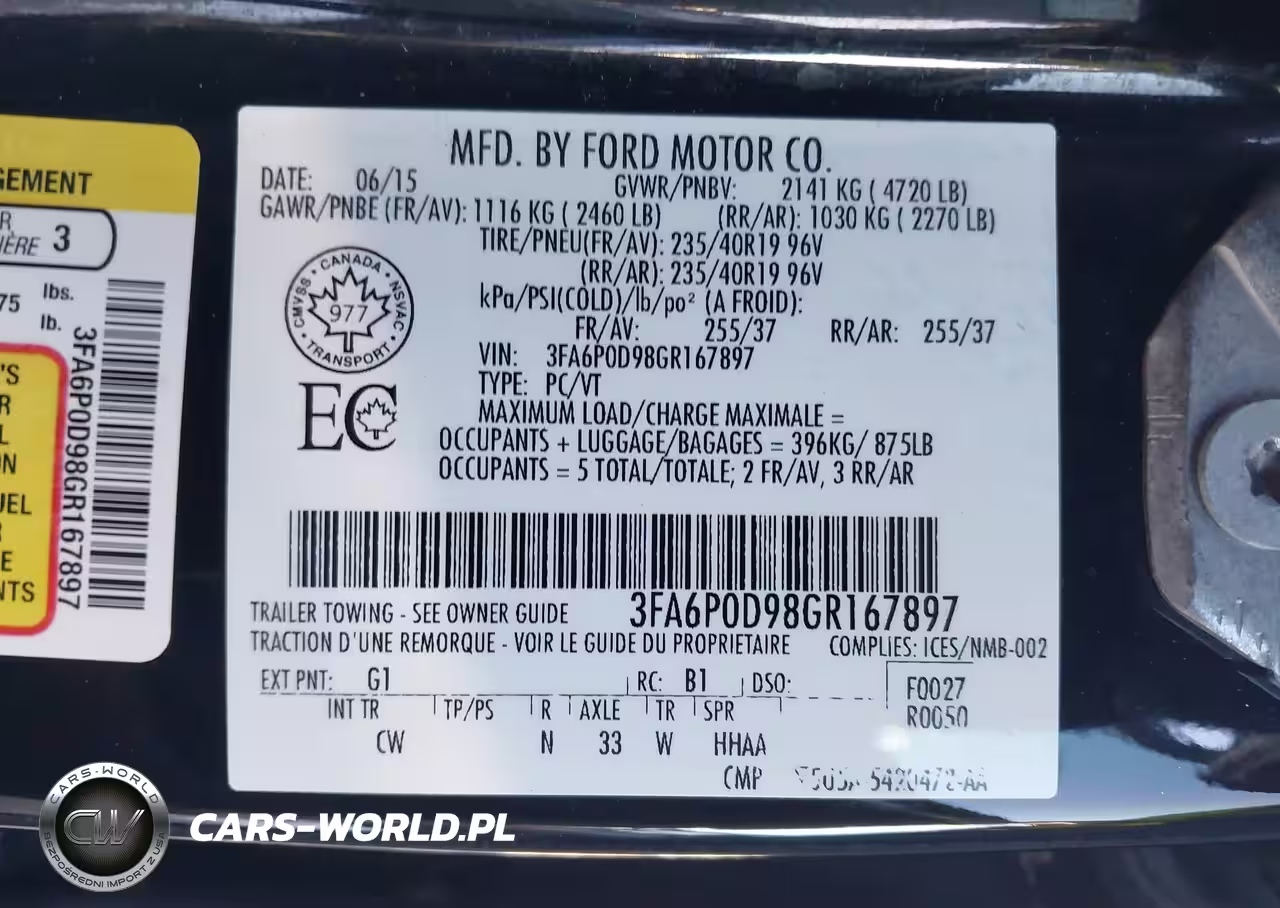 GEMENT
3
75 lbs.
lb.
'S
R
L
ON
UEL
R
E
NTS
3FA6P0D98GR167897
MFD. BY FORD MOTOR CO.
DATE: 06/15 GVWR/PNBV: 2141 KG ( 4720 LB)
GAWR/PNBE (FR/AV): 1116 KG ( 2460 LB) (RR/AR): 1030 KG ( 2270 LB)
TIRE/PNEU(FR/AV): 235/40R19 96V
(RR/AR): 235/40R19 96V
kPa/PSI(COLD)/lb/po² (A FROID):
FR/AV: 255/37 RR/AR: 255/37
VIN: 3FA6P0D98GR167897
TYPE: PC/VT
MAXIMUM LOAD/CHARGE MAXIMALE =
OCCUPANTS + LUGGAGE/BAGAGES = 396KG/ 875LB
OCCUPANTS = 5 TOTAL/TOTALE; 2 FR/AV, 3 RR/AR
CANADA · NSVAC · TRANSPORT · CMVSS
977
EC
3FA6P0D98GR167897
TRAILER TOWING - SEE OWNER GUIDE
TRACTION D'UNE REMORQUE - VOIR LE GUIDE DU PROPRIETAIRE COMPLIES: ICES/NMB-002
EXT PNT: G1 RC: B1 DSO: F0027
INT TR TP/PS R AXLE TR SPR R0050
CW N 33 W HHAA
CMP
CARS-WORLD
CW
BEZPOŚREDNI IMPORT Z USA
CARS-WORLD.PL